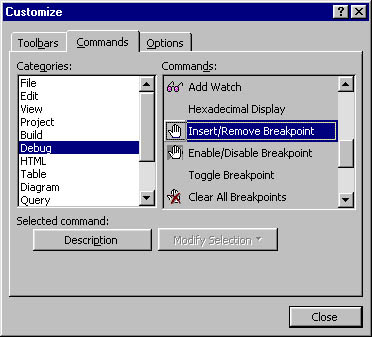 Customize
Toolbars Commands Options
Categories:
File
Edit
View
Project
Build
Debug
HTML
Table
Diagram
Query
Commands:
Add Watch
Hexadecimal Display
Insert/Remove Breakpoint
Enable/Disable Breakpoint
Toggle Breakpoint
Clear All Breakpoints
Selected command:
Description Modify Selection
Close